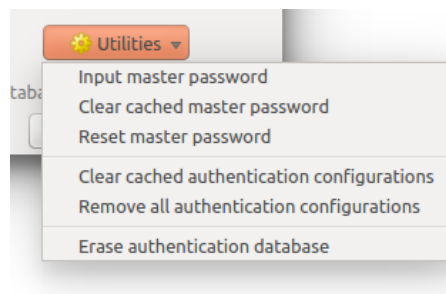 Utilities
Input master password
Clear cached master password
Reset master password
Clear cached authentication configurations
Remove all authentication configurations
Erase authentication database